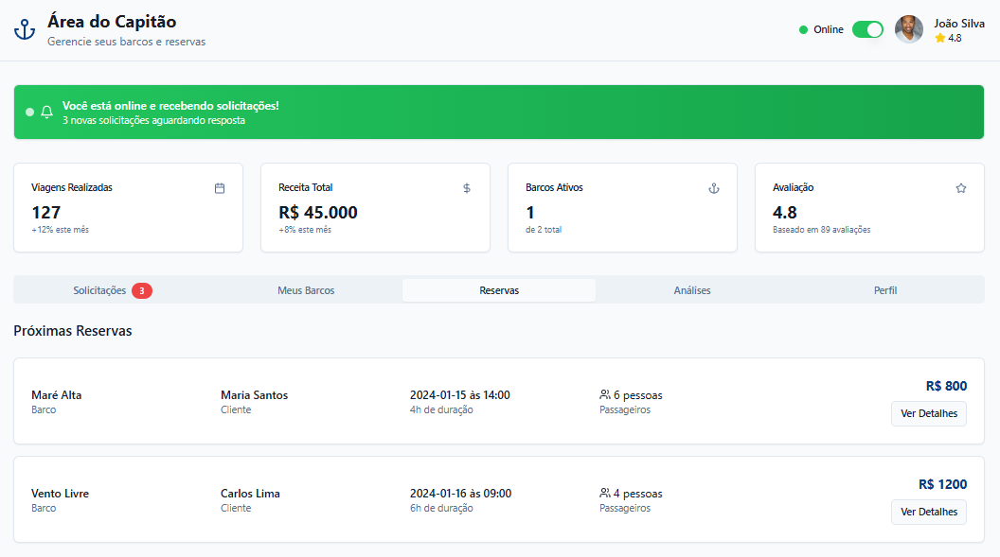 Área do Capitão
Gerencie seus barcos e reservas
Online
João Silva
4.8
Você está online e recebendo solicitações!
3 novas solicitações aguardando resposta
Viagens Realizadas
127
+12% este mês
Receita Total
$
R$ 45.000
+8% este mês
Barcos Ativos
1
de 2 total
Avaliação
4.8
Baseado em 89 avaliações
Solicitações 3
Meus Barcos
Reservas
Análises
Perfil
Próximas Reservas
Maré Alta
Barco
Maria Santos
Cliente
2024-01-15 às 14:00
4h de duração
6 pessoas
Passageiros
R$ 800
Ver Detalhes
Vento Livre
Barco
Carlos Lima
Cliente
2024-01-16 às 09:00
6h de duração
4 pessoas
Passageiros
R$ 1200
Ver Detalhes